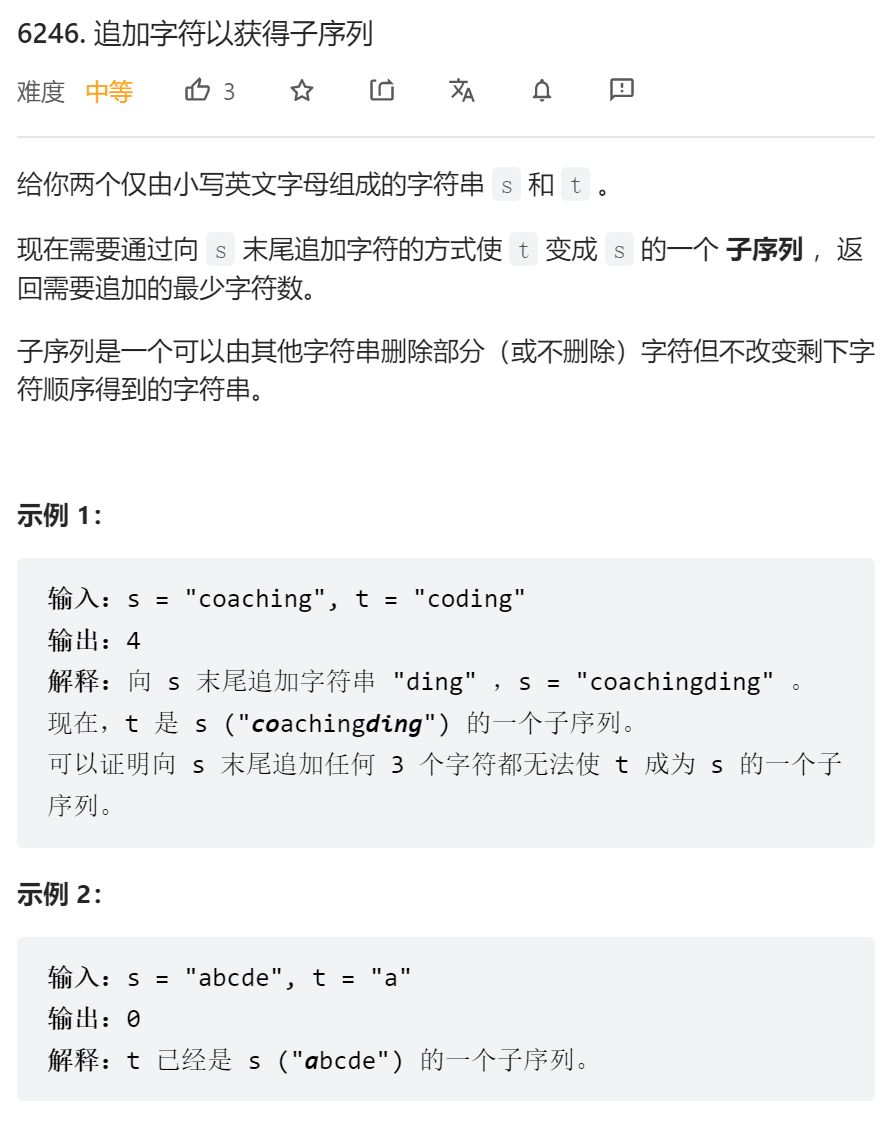 6246. 追加字符以获得子序列
难度 中等 3
给你两个仅由小写英文字母组成的字符串 s 和 t 。
现在需要通过向 s 末尾追加字符的方式使 t 变成 s 的一个 子序列 ，返
回需要追加的最少字符数。
子序列是一个可以由其他字符串删除部分（或不删除）字符但不改变剩下字
符顺序得到的字符串。
示例 1：
输入：s = "coaching", t = "coding"
输出：4
解释：向 s 末尾追加字符串 "ding" ，s = "coachingding" 。
现在，t 是 s ("coachingding") 的一个子序列。
可以证明向 s 末尾追加任何 3 个字符都无法使 t 成为 s 的一个子
序列。
示例 2：
输入：s = "abcde", t = "a"
输出：0
解释：t 已经是 s ("abcde") 的一个子序列。